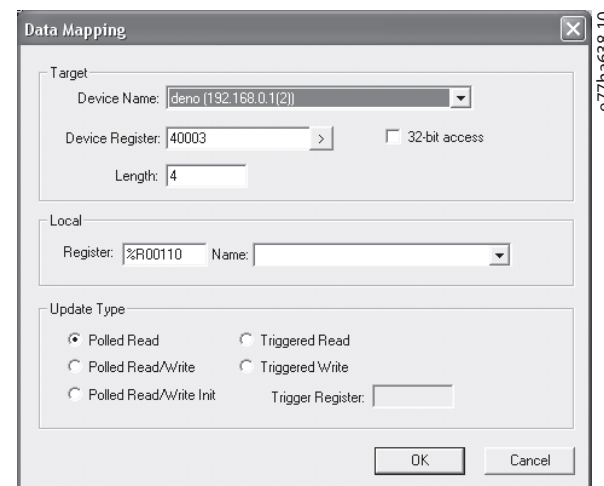 Data Mapping
Target
Device Name: deno (192.168.0.1(2))
Device Register: 40003 > 32-bit access
Length: 4
Local
Register: %R00110 Name:
Update Type
Polled Read Triggered Read
Polled Read/Write Triggered Write
Polled Read/Write Init Trigger Register:
OK Cancel